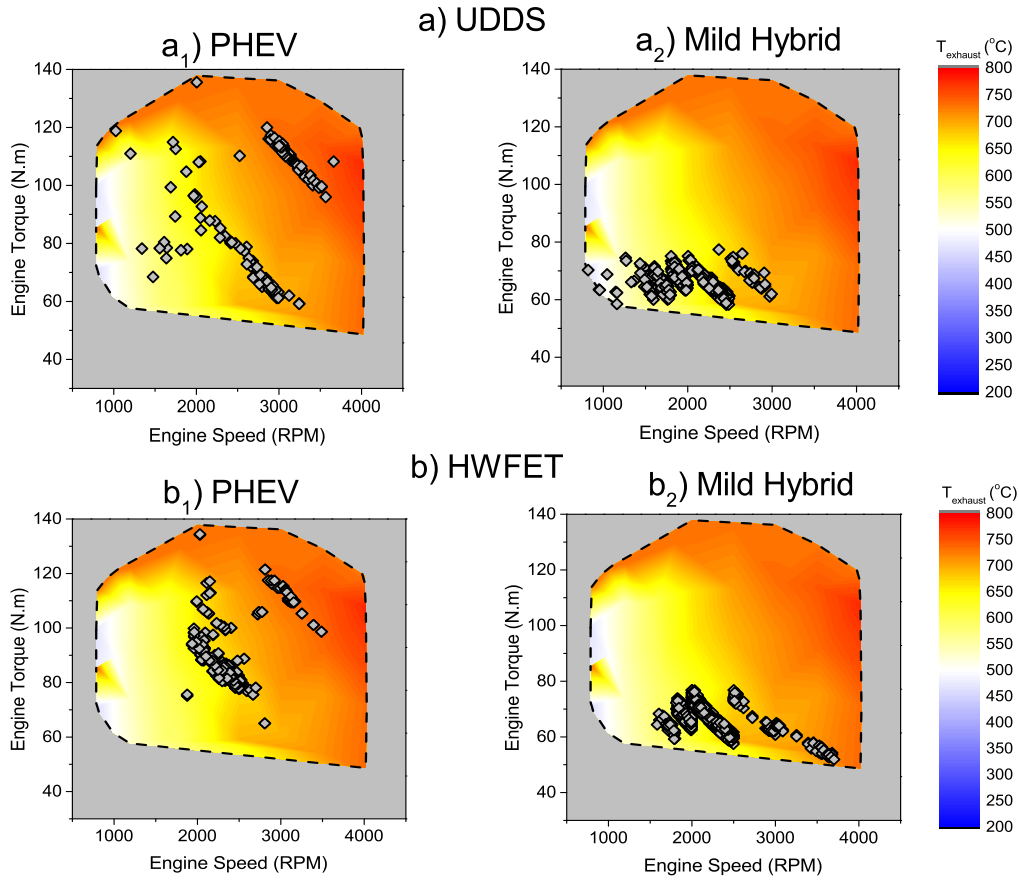 a) UDDS
a1) PHEV
a2) Mild Hybrid
Texhaust (oC)
140
120
100
80
60
40
1000 2000 3000 4000
Engine Torque (N.m)
Engine Speed (RPM)
140
120
100
80
60
40
1000 2000 3000 4000
Engine Torque (N.m)
Engine Speed (RPM)
800
750
700
650
600
550
500
450
400
350
300
250
200
b) HWFET
b1) PHEV
b2) Mild Hybrid
Texhaust (oC)
140
120
100
80
60
40
1000 2000 3000 4000
Engine Torque (N.m)
Engine Speed (RPM)
140
120
100
80
60
40
1000 2000 3000 4000
Engine Torque (N.m)
Engine Speed (RPM)
800
750
700
650
600
550
500
450
400
350
300
250
200